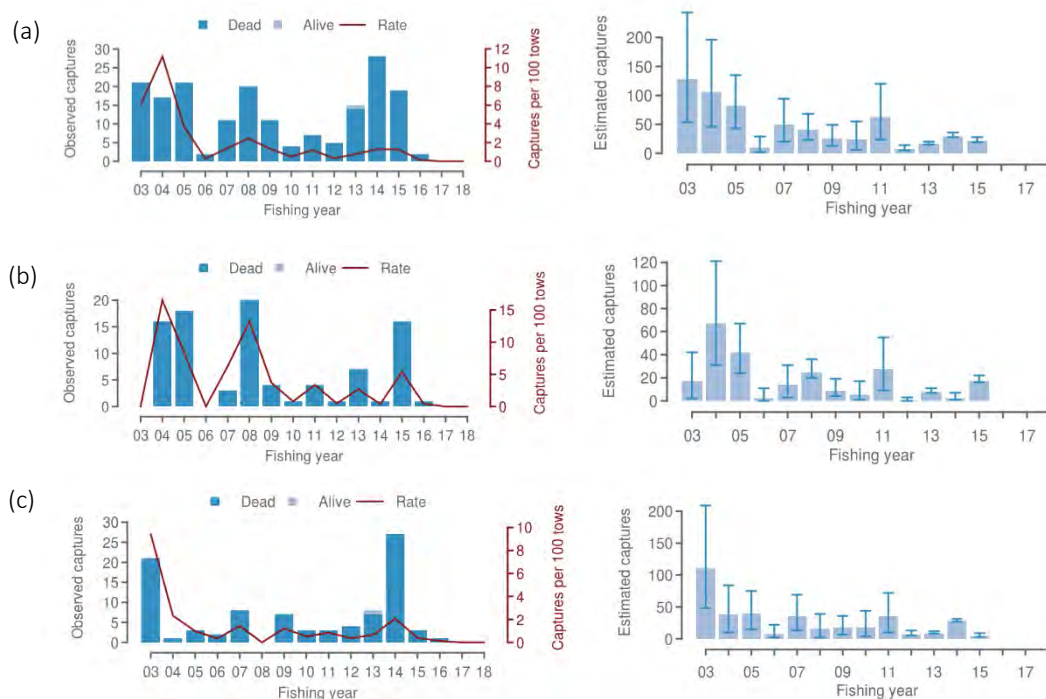 (a)
Dead Alive Rate
Observed captures
30
25
20
15
10
5
0
Captures per 100 tows
12
10
8
6
4
2
0
03 04 05 06 07 08 09 10 11 12 13 14 15 16 17 18
Fishing year
Estimated captures
200
150
100
50
0
03 05 07 09 11 13 15 17
Fishing year
(b)
Dead Alive Rate
Observed captures
20
15
10
5
0
Captures per 100 tows
15
10
5
0
03 04 05 06 07 08 09 10 11 12 13 14 15 16 17 18
Fishing year
Estimated captures
120
100
80
60
40
20
0
03 05 07 09 11 13 15 17
Fishing year
(c)
Dead Alive Rate
Observed captures
30
25
20
15
10
5
0
Captures per 100 tows
10
8
6
4
2
0
03 04 05 06 07 08 09 10 11 12 13 14 15 16 17 18
Fishing year
Estimated captures
200
150
100
50
0
03 05 07 09 11 13 15 17
Fishing year